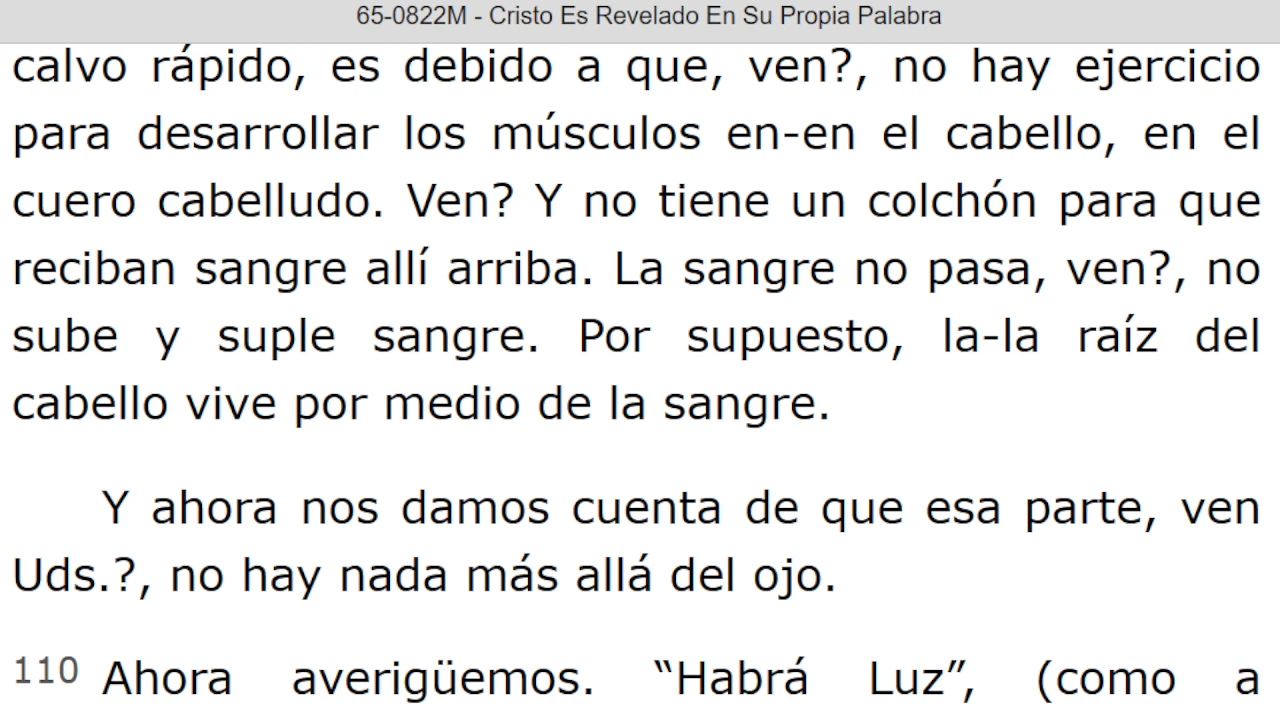 65-0822M - Cristo Es Revelado En Su Propia Palabra
calvo rápido, es debido a que, ven?, no hay ejercicio
para desarrollar los músculos en-en el cabello, en el
cuero cabelludo. Ven? Y no tiene un colchón para que
reciban sangre allí arriba. La sangre no pasa, ven?, no
sube y suple sangre. Por supuesto, la-la raíz del
cabello vive por medio de la sangre.
Y ahora nos damos cuenta de que esa parte, ven
Uds.?, no hay nada más allá del ojo.
110 Ahora averigüemos. “Habrá Luz”, (como a